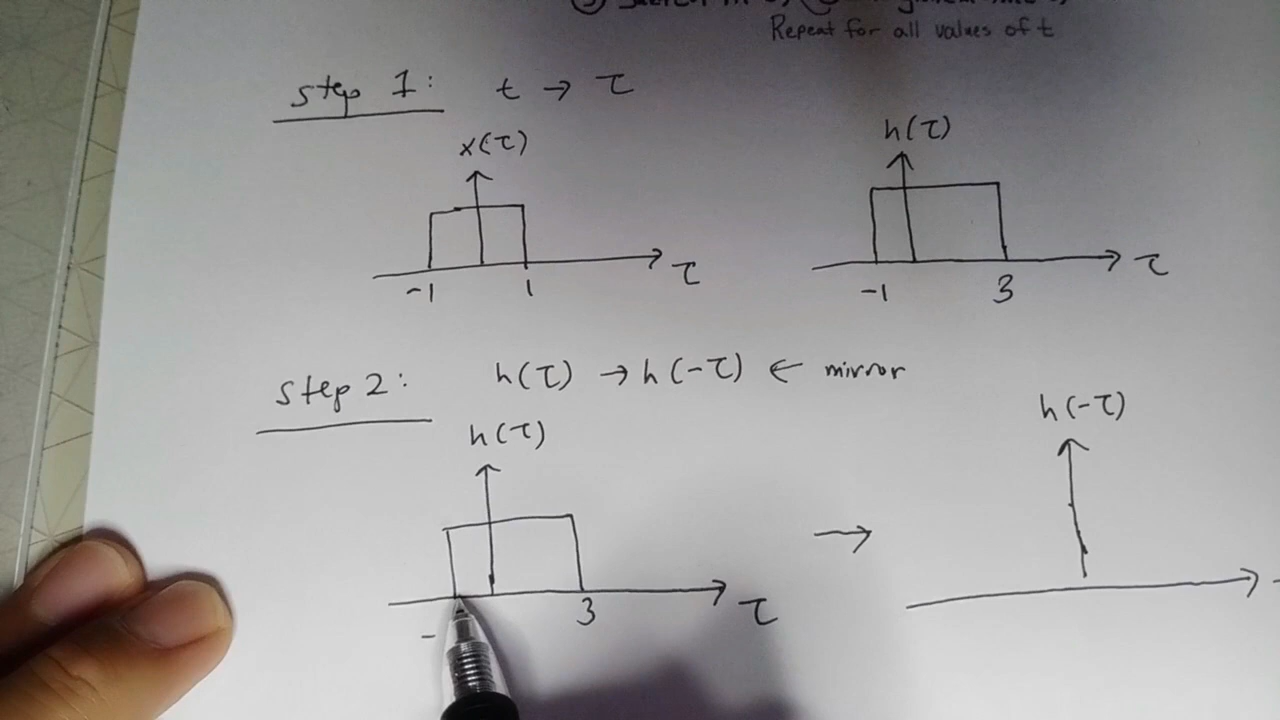 Repeat for all values of t
Step 1: t → τ
x(τ)
h(τ)
-1 1 τ
-1 3 τ
Step 2: h(τ) → h(-τ) ← mirror
h(τ)
h(-τ)
→
- 3 τ